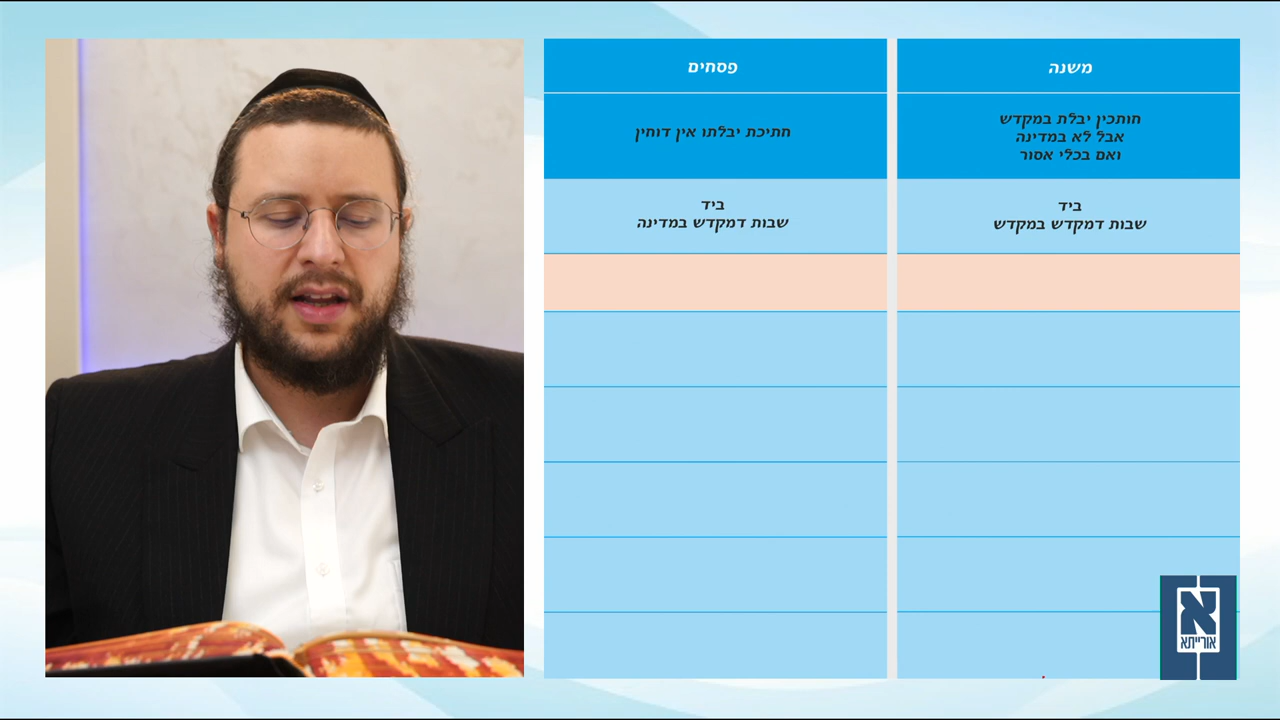 משנה
פסחים
חותכין יבלת במקדש
אבל לא במדינה
ואם בכלי אסור
חתיכת יבלתו אין דוחין
ביד
שבות דמקדש במקדש
ביד
שבות דמקדש במדינה
א
אורייתא